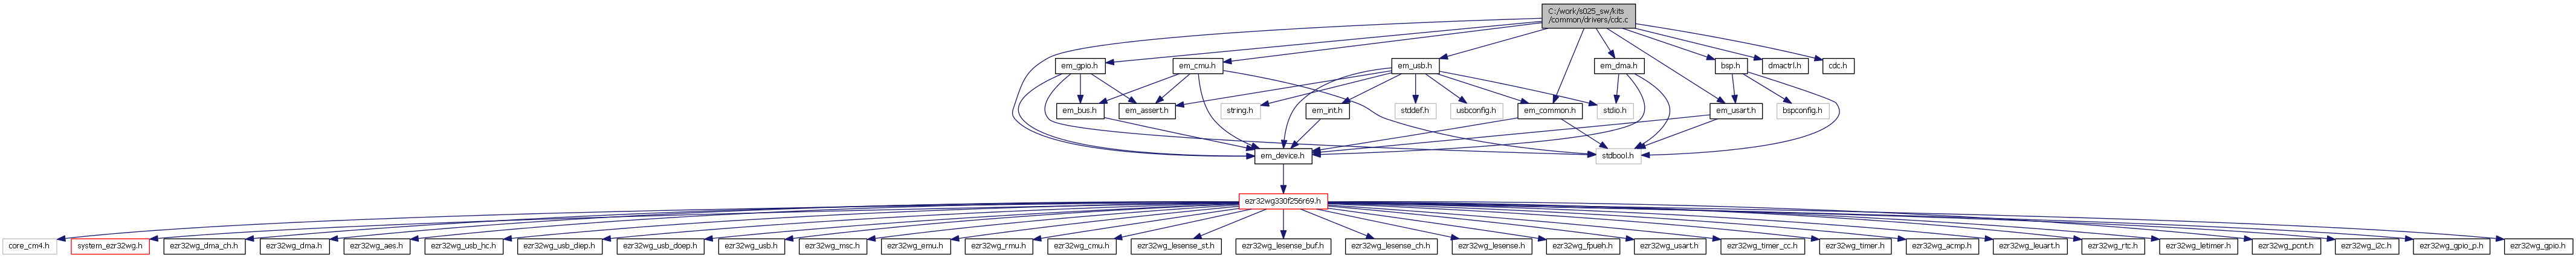 C:/work/s025_sw/kits
/common/drivers/cdc.c
em_gpio.h
em_cmu.h
em_usb.h
em_dma.h
bsp.h
dmactrl.h
cdc.h
em_bus.h
em_assert.h
string.h
em_int.h
stddef.h
usbconfig.h
em_common.h
stdio.h
em_usart.h
bspconfig.h
em_device.h
stdbool.h
ezr32wg330f256r69.h
core_cm4.h
system_ezr32wg.h
ezr32wg_dma_ch.h
ezr32wg_dma.h
ezr32wg_aes.h
ezr32wg_usb_hc.h
ezr32wg_usb_diep.h
ezr32wg_usb_doep.h
ezr32wg_usb.h
ezr32wg_msc.h
ezr32wg_emu.h
ezr32wg_rmu.h
ezr32wg_cmu.h
ezr32wg_lesense_st.h
ezr32wg_lesense_buf.h
ezr32wg_lesense_ch.h
ezr32wg_lesense.h
ezr32wg_fpueh.h
ezr32wg_usart.h
ezr32wg_timer_cc.h
ezr32wg_timer.h
ezr32wg_acmp.h
ezr32wg_leuart.h
ezr32wg_rtc.h
ezr32wg_letimer.h
ezr32wg_pcnt.h
ezr32wg_i2c.h
ezr32wg_gpio_p.h
ezr32wg_gpio.h